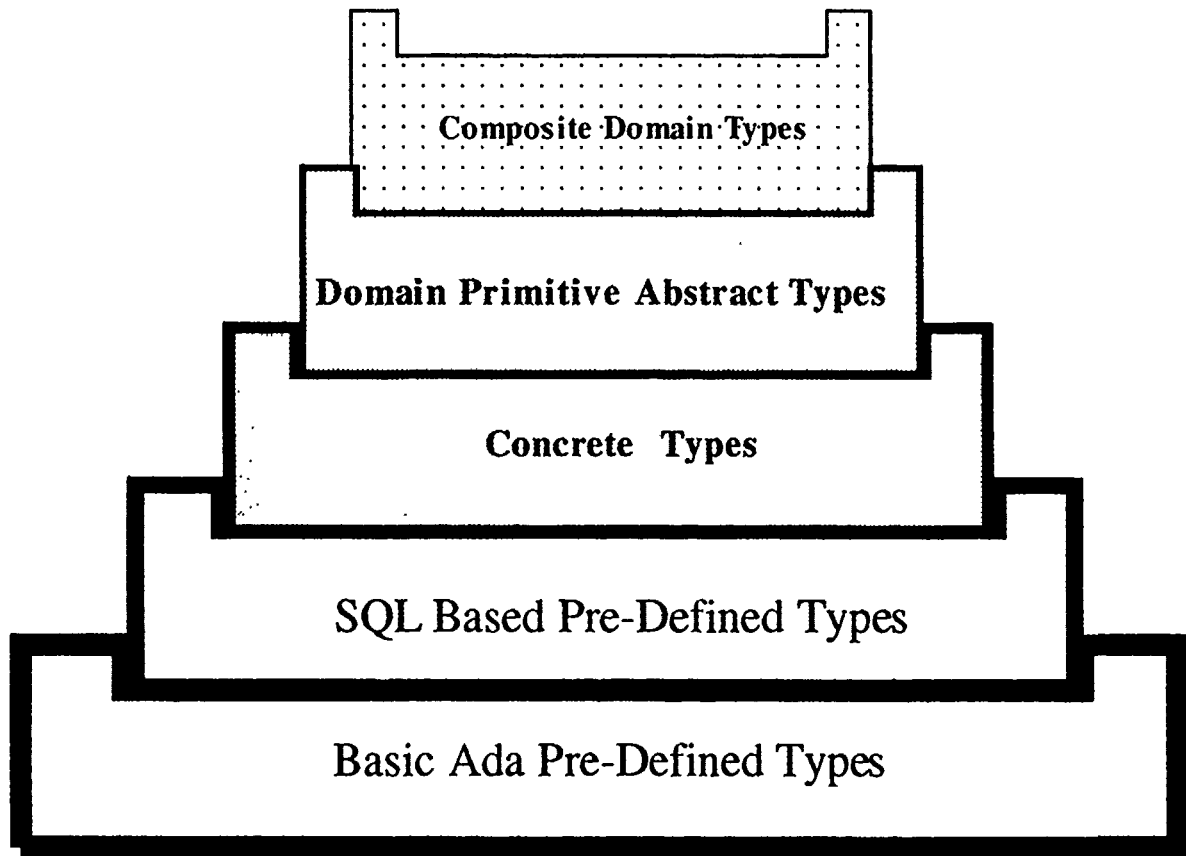 Composite Domain Types
Domain Primitive Abstract Types
Concrete Types
SQL Based Pre-Defined Types
Basic Ada Pre-Defined Types